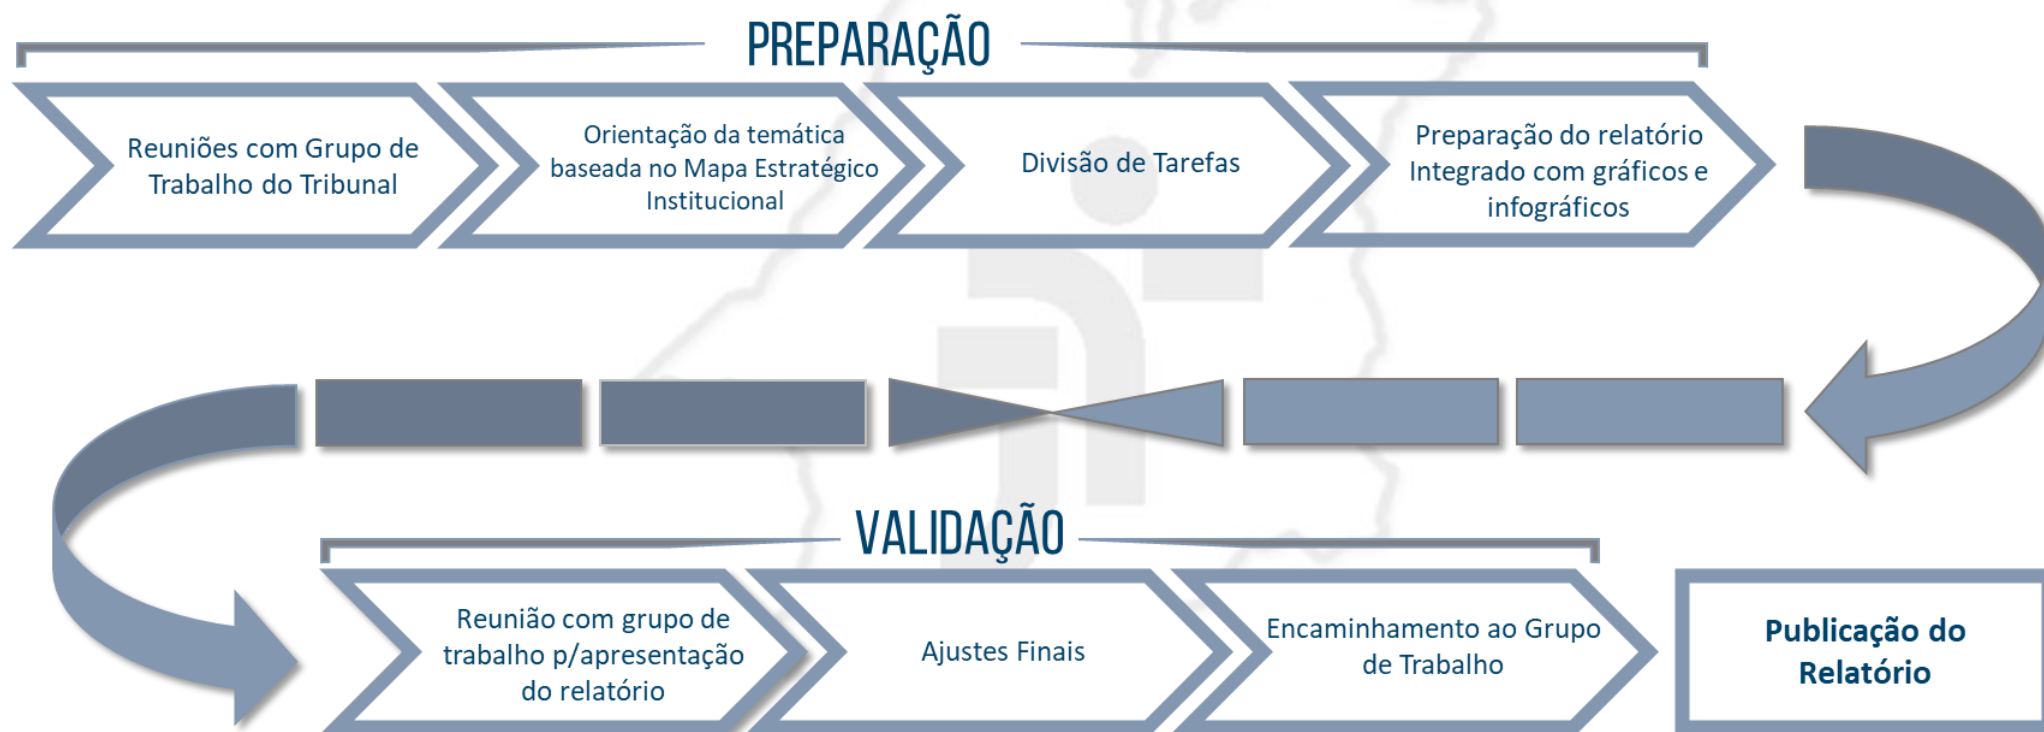 PREPARAÇÃO
Reuniões com Grupo de
Trabalho do Tribunal
Orientação da temática
baseada no Mapa Estratégico
Institucional
Divisão de Tarefas
Preparação do relatório
Integrado com gráficos e
infográficos
VALIDAÇÃO
Reunião com grupo de
trabalho p/apresentação
do relatório
Ajustes Finais
Encaminhamento ao Grupo
de Trabalho
Publicação do
Relatório